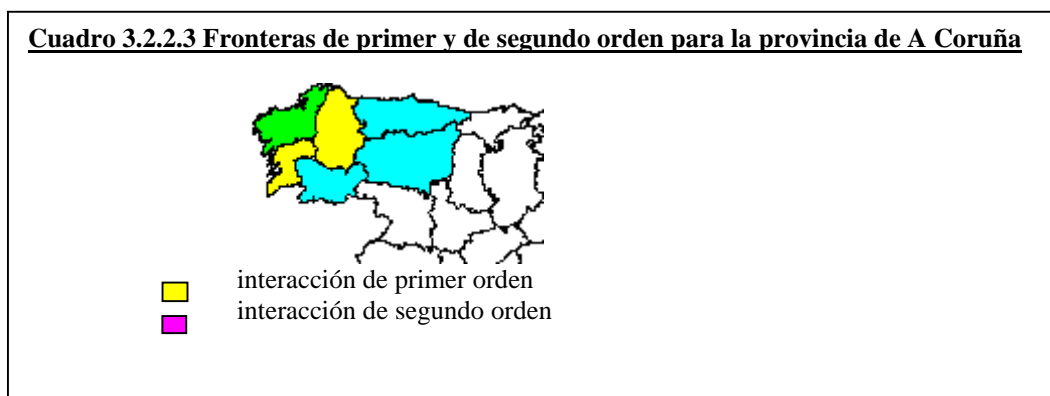 Cuadro 3.2.2.3 Fronteras de primer y de segundo orden para la provincia de A Coruña
interacción de primer orden
interacción de segundo orden